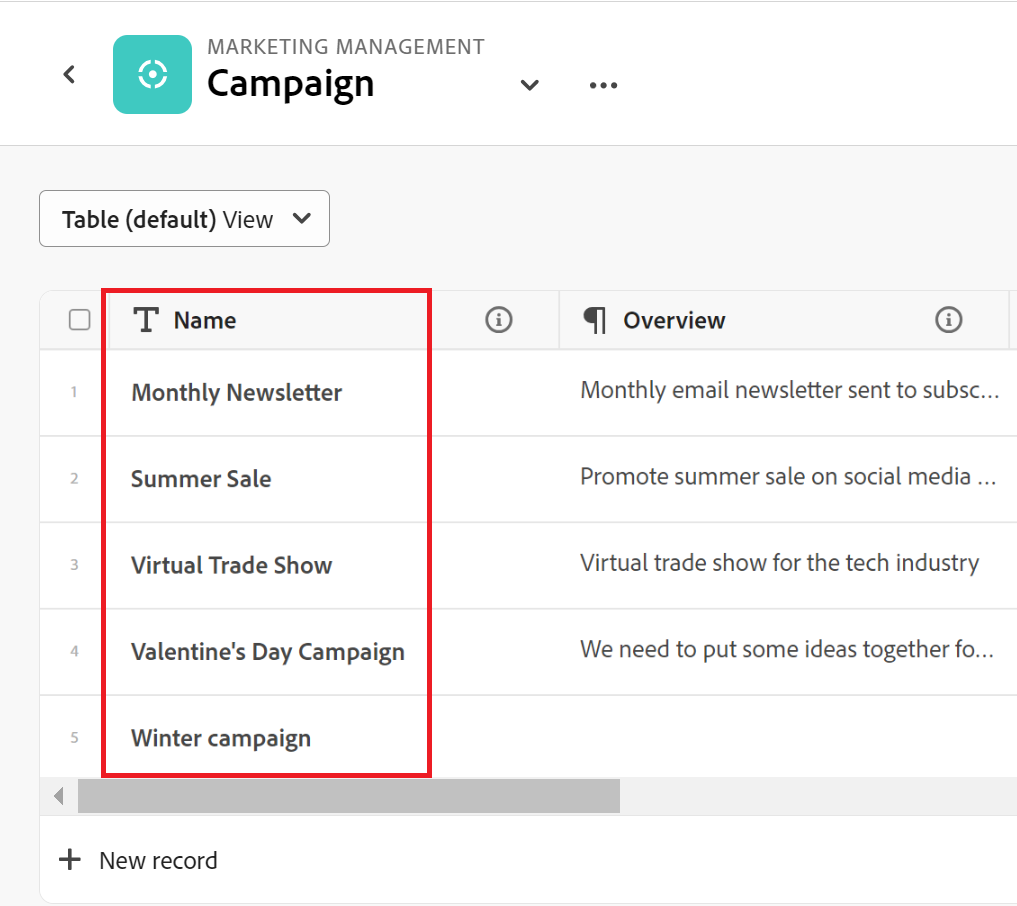 MARKETING MANAGEMENT
Campaign
Table (default) View
Name Overview
1 Monthly Newsletter Monthly email newsletter sent to subsc...
2 Summer Sale Promote summer sale on social media ...
3 Virtual Trade Show Virtual trade show for the tech industry
4 Valentine's Day Campaign We need to put some ideas together fo...
5 Winter campaign
New record